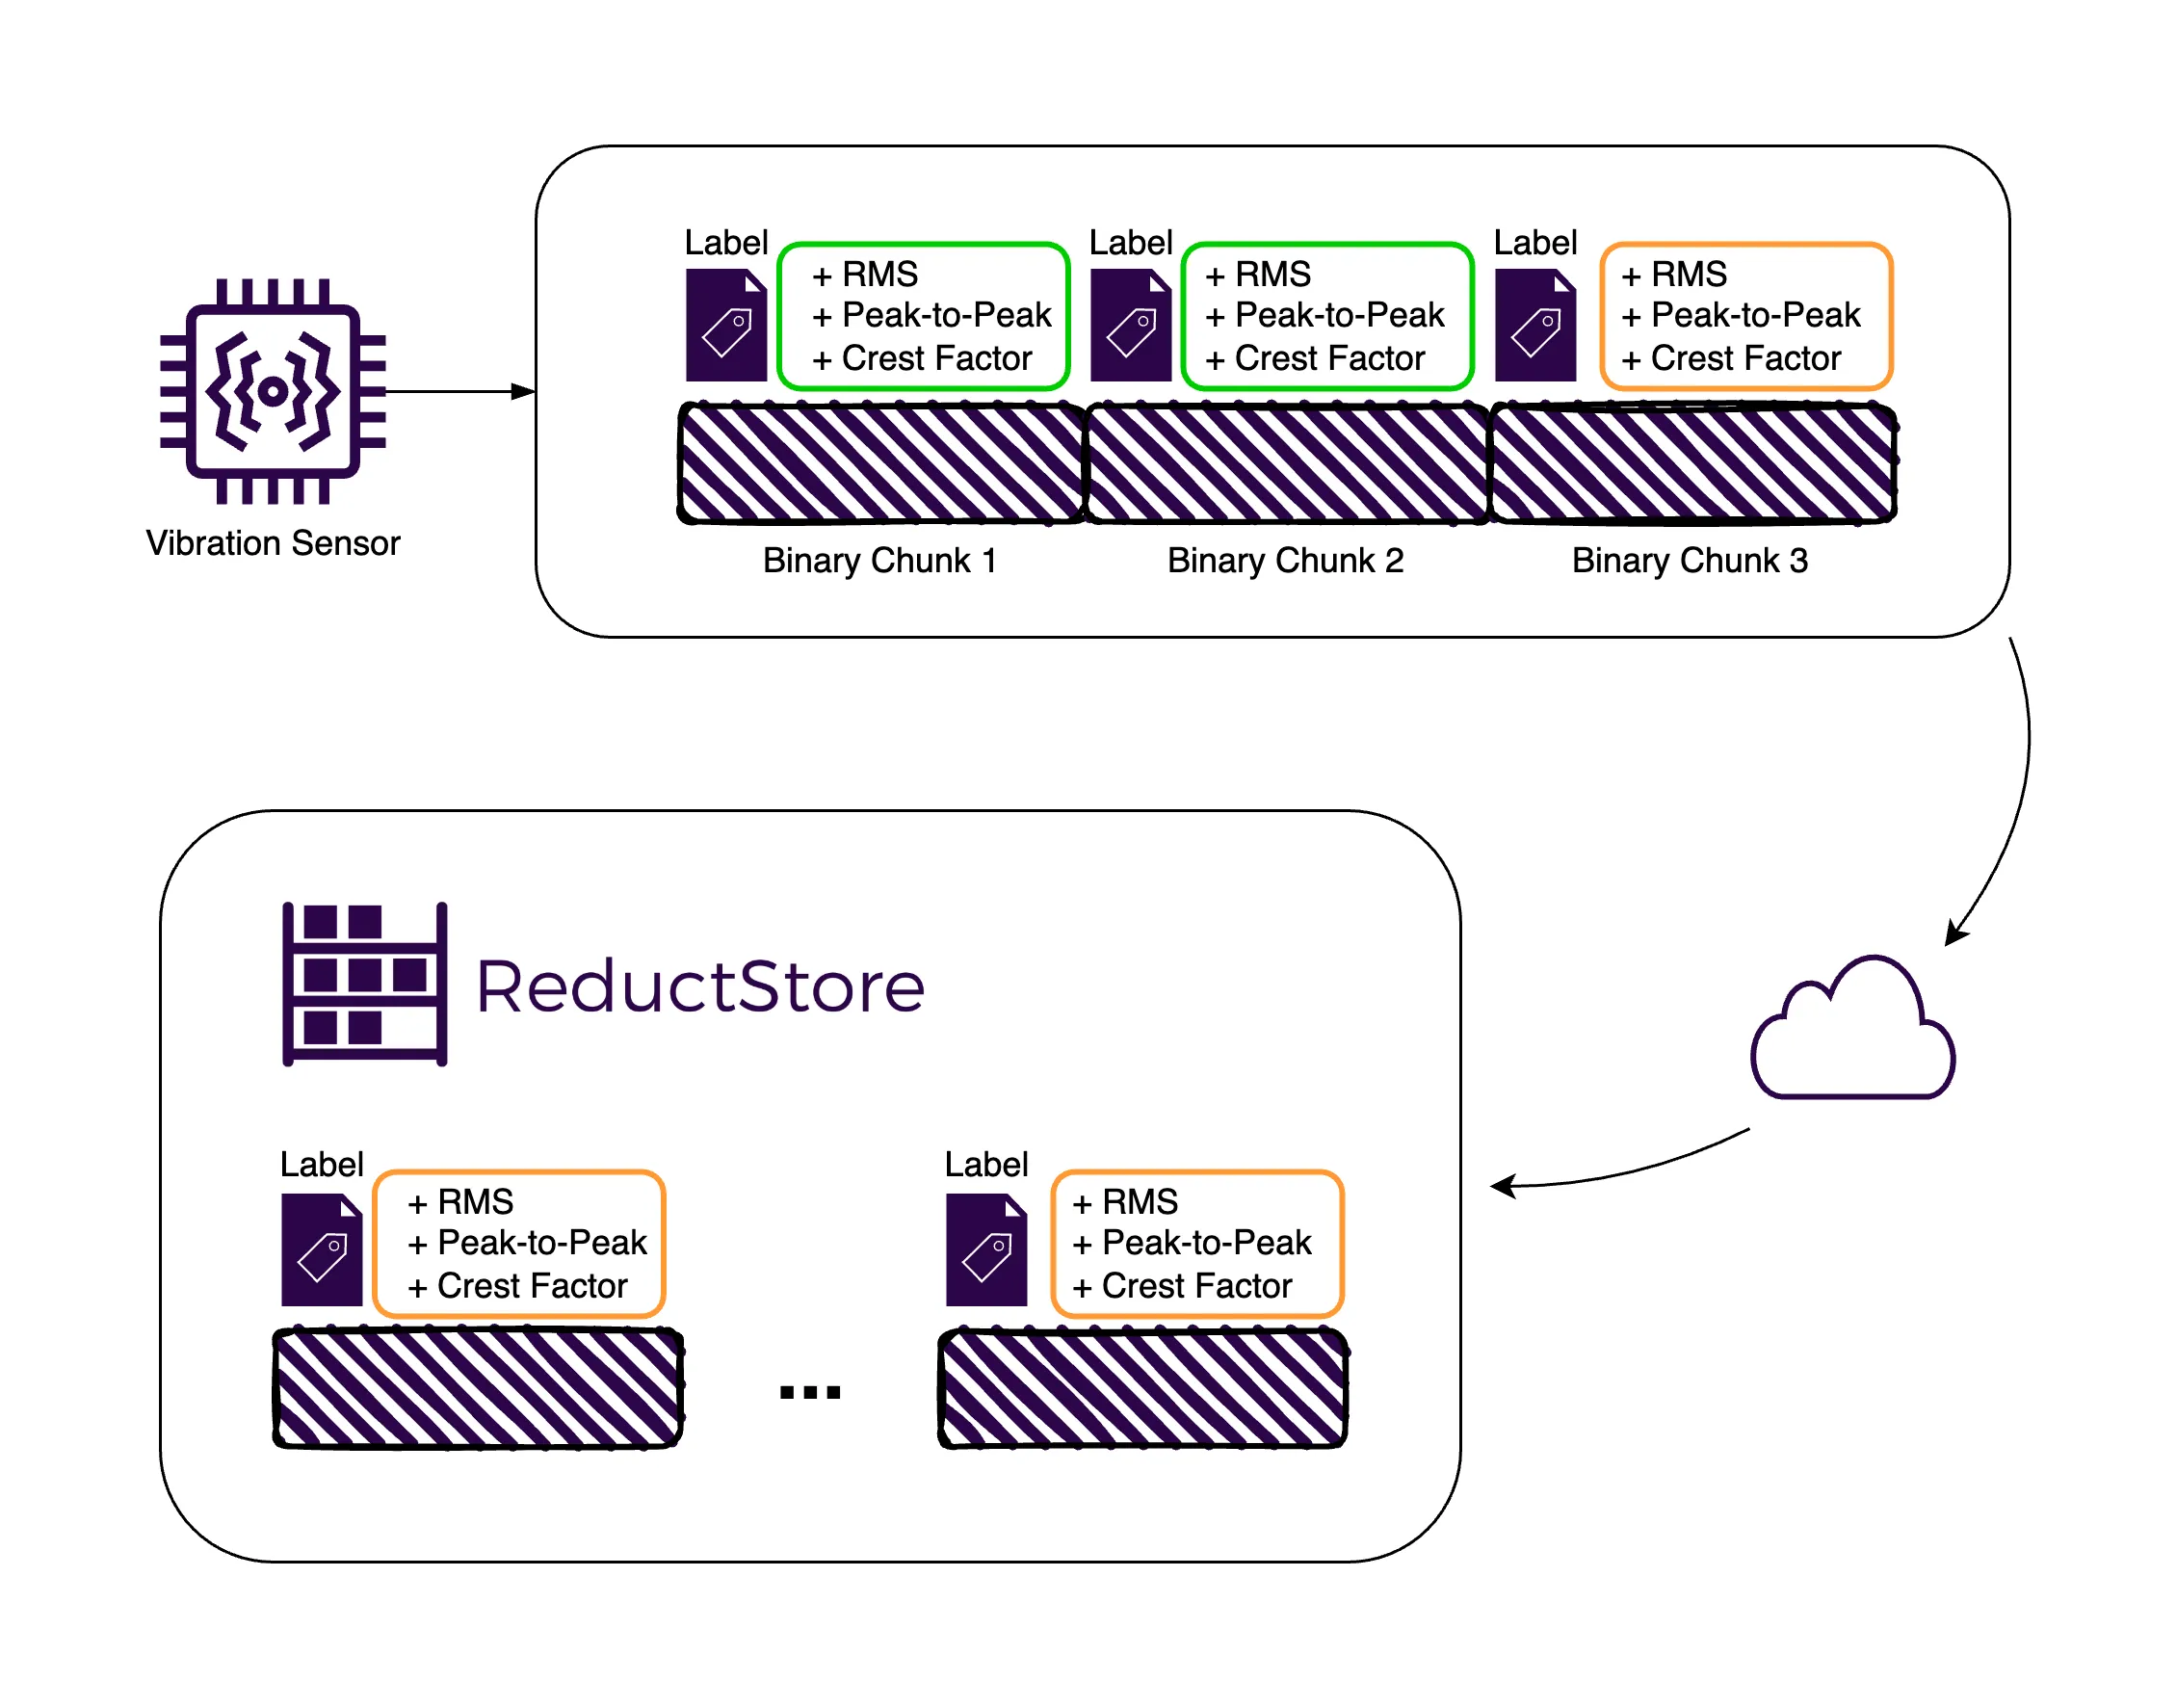 Label
+ RMS
+ Peak-to-Peak
+ Crest Factor
Label
+ RMS
+ Peak-to-Peak
+ Crest Factor
Label
+ RMS
+ Peak-to-Peak
+ Crest Factor
Vibration Sensor
Binary Chunk 1
Binary Chunk 2
Binary Chunk 3
ReductStore
Label
+ RMS
+ Peak-to-Peak
+ Crest Factor
...
Label
+ RMS
+ Peak-to-Peak
+ Crest Factor